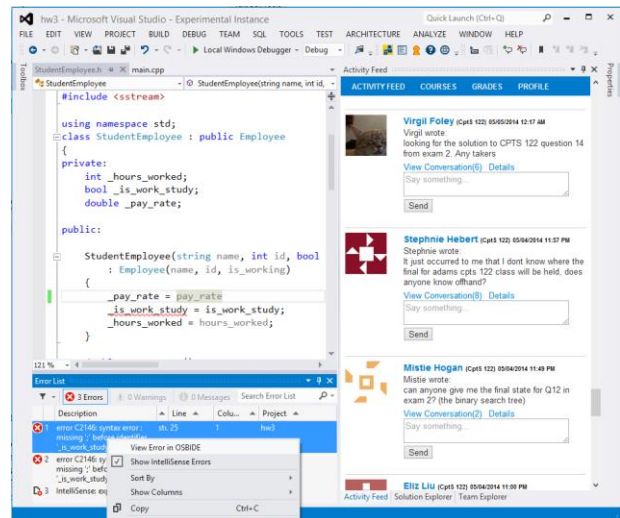 hw3 - Microsoft Visual Studio - Experimental Instance
Quick Launch (Ctrl+Q)
FILE EDIT VIEW PROJECT BUILD DEBUG TEAM SQL TOOLS TEST ARCHITECTURE ANALYZE WINDOW HELP
Local Windows Debugger Debug
Toolbox
StudentEmployee.h main.cpp
StudentEmployee StudentEmployee(string name, int id,
#include <sstream>
using namespace std;
class StudentEmployee : public Employee
{
private:
int _hours_worked;
bool _is_work_study;
double _pay_rate;
public:
StudentEmployee(string name, int id, bool
: Employee(name, id, is_working)
{
_pay_rate = pay_rate
_is_work_study = is_work_study;
_hours_worked = hours_worked;
}
121 %
Error List
3 Errors 0 Warnings 0 Messages Search Error List
Description Line Colu... Project
1 error C2146: syntax error : missing ';' before identifier '_is_work_stud 25 1 hw3
2 error C2146: sy
missing ';' befo
'_is_work_stud
3 IntelliSense: ex
View Error in OSBIDE
Show IntelliSense Errors
Sort By
Show Columns
Copy Ctrl+C
Activity Feed
ACTIVITY FEED COURSES GRADES PROFILE
Virgil Foley (CptS 122) 05/05/2014 12:17 AM
Virgil wrote:
looking for the solution to CPTS 122 question 14
from exam 2. Any takers
View Conversation(6) Details
Say something...
Send
Stephnie Hebert (CptS 122) 05/04/2014 11:57 PM
Stephnie wrote:
It just occurred to me that I dont know where the
final for adams cpts 122 class will be held, does
anyone know offhand?
View Conversation(8) Details
Say something...
Send
Mistie Hogan (CptS 122) 05/04/2014 11:49 PM
Mistie wrote:
can anyone give me the final state for Q12 in
exam 2? (the binary search tree)
View Conversation(2) Details
Say something...
Send
Eliz Liu (CptS 122) 05/04/2014 11:00 PM
Activity Feed Solution Explorer Team Explorer
Properties